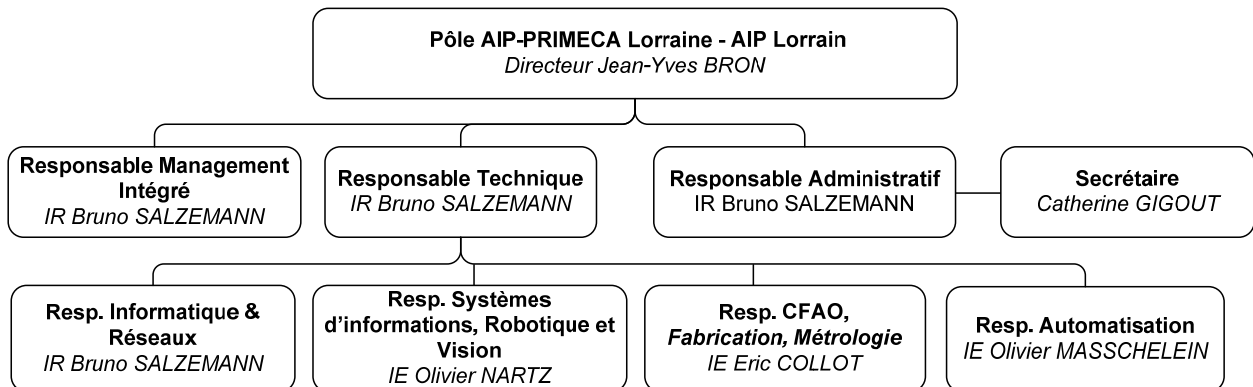 Pôle AIP-PRIMECA Lorraine - AIP Lorrain
Directeur Jean-Yves BRON
Responsable Management
Intégré
IR Bruno SALZEMANN
Responsable Technique
IR Bruno SALZEMANN
Responsable Administratif
IR Bruno SALZEMANN
Secrétaire
Catherine GIGOUT
Resp. Informatique &
Réseaux
IR Bruno SALZEMANN
Resp. Systèmes
d’informations, Robotique et
Vision
IE Olivier NARTZ
Resp. CFAO,
Fabrication, Métrologie
IE Eric COLLOT
Resp. Automatisation
IE Olivier MASSCHELEIN